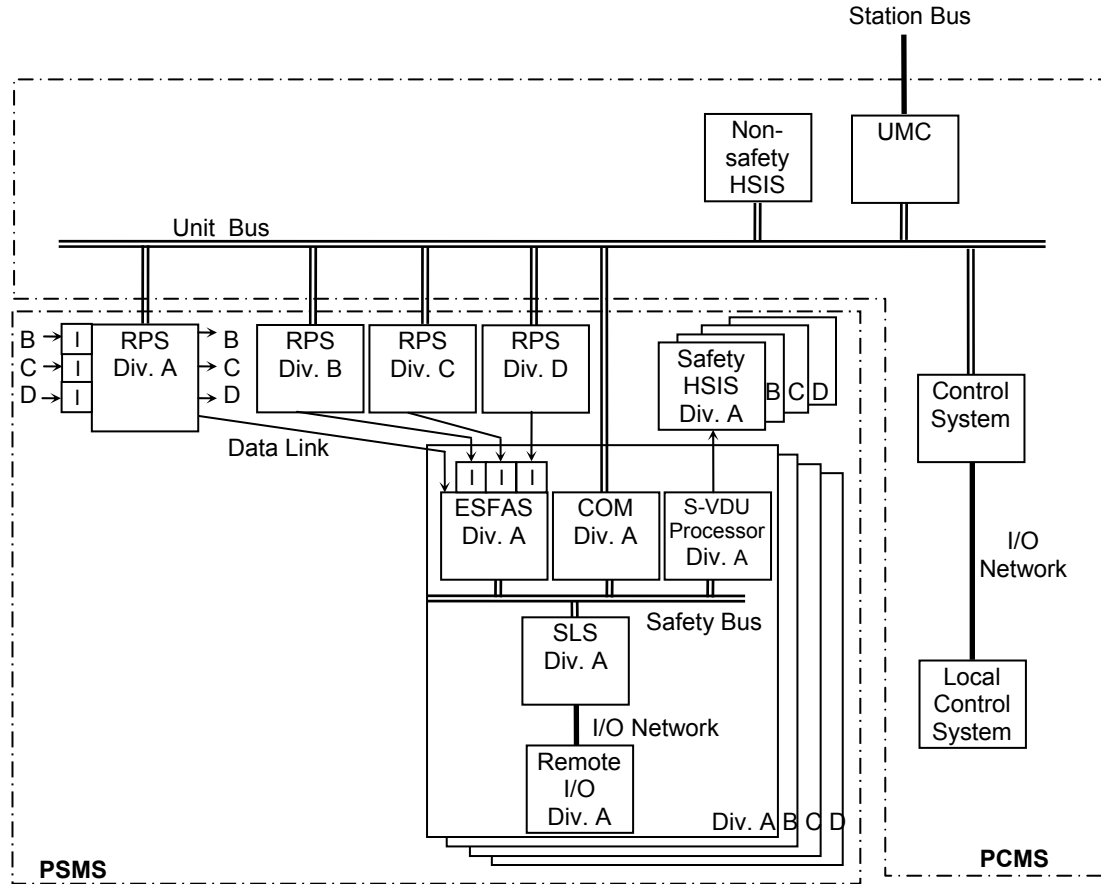 Station Bus
Non-
safety
HSIS
UMC
Unit Bus
B
C
D
I
I
I
RPS
Div. A
B
C
D
RPS
Div. B
RPS
Div. C
RPS
Div. D
Safety
HSIS
Div. A
B
C
D
Control
System
Data Link
I
I
I
ESFAS
Div. A
COM
Div. A
S-VDU
Processor
Div. A
I/O
Network
Safety Bus
SLS
Div. A
I/O Network
Local
Control
System
Remote
I/O
Div. A
Div. A B C D
PSMS
PCMS